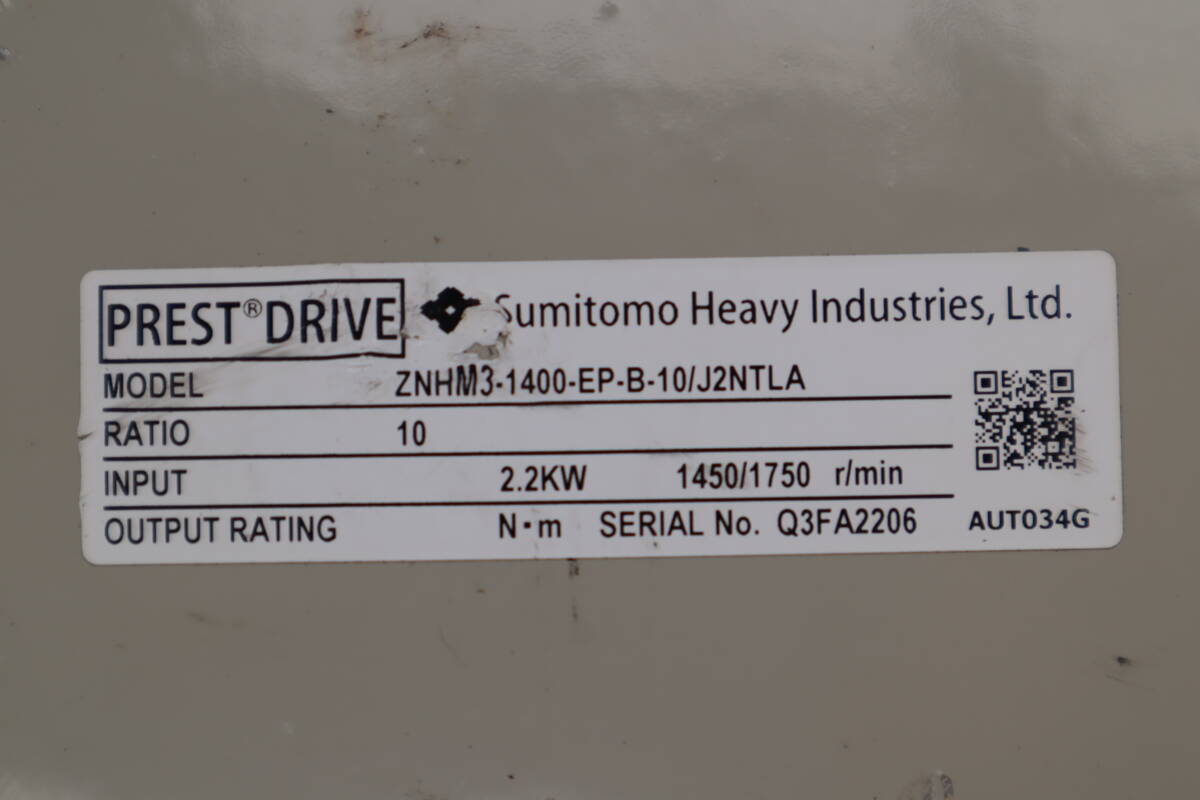 PREST® DRIVE Sumitomo Heavy Industries, Ltd.
MODEL ZNHM3-1400-EP-B-10/J2NTLA
RATIO 10
INPUT 2.2KW 1450/1750 r/min
OUTPUT RATING N·m SERIAL No. Q3FA2206 AUT034G